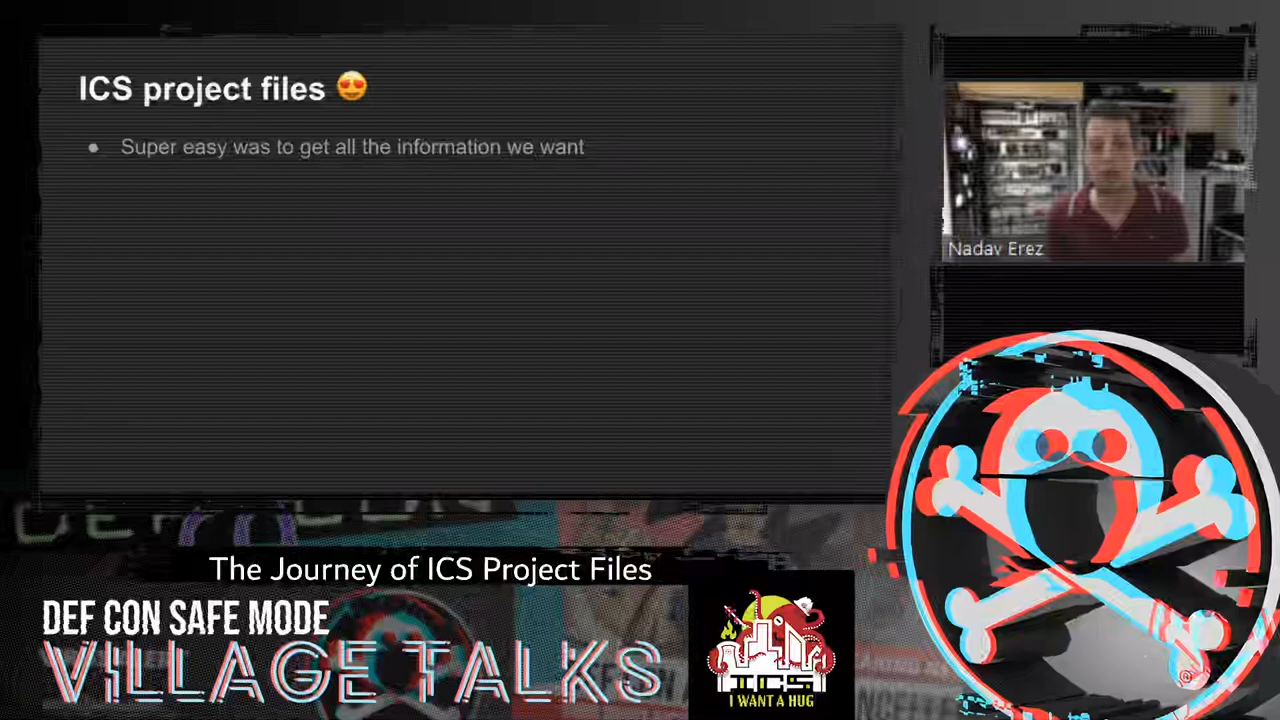 ICS project files 😍
● Super easy was to get all the information we want
Nadav Erez
The Journey of ICS Project Files
DEF CON SAFE MODE
VILLAGE TALKS
ICS
I WANT A HUG